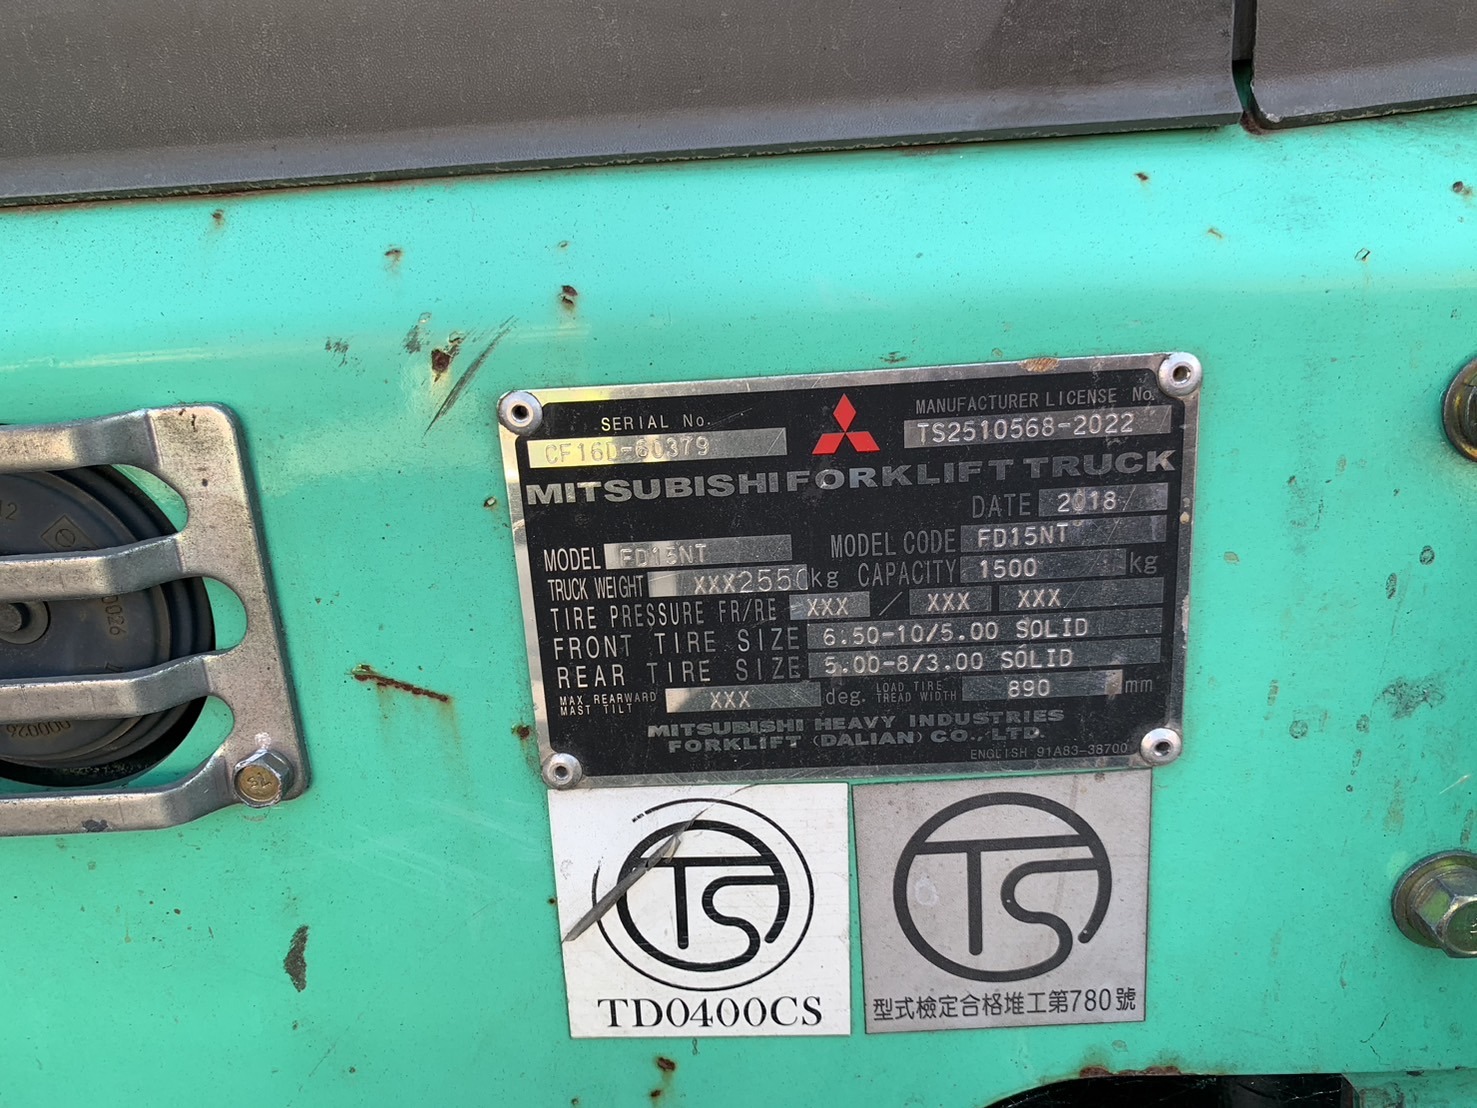 SERIAL No.
CF16D-60379
MANUFACTURER LICENSE No.
TS2510568-2022
MITSUBISHI FORKLIFT TRUCK
DATE 2018
MODEL FD15NT
MODEL CODE FD15NT
TRUCK WEIGHT XXX2550kg
CAPACITY 1500 kg
TIRE PRESSURE FR/RE XXX / XXX XXX
FRONT TIRE SIZE 6.50-10/5.00 SOLID
REAR TIRE SIZE 5.00-8/3.00 SOLID
MAX. REARWARD MAST TILT XXX deg.
LOAD TIRE TREAD WIDTH 890 mm
MITSUBISHI HEAVY INDUSTRIES
FORKLIFT (DALIAN) CO., LTD.
ENGLISH 91A83-38700
TS
TD0400CS
TS
型式檢定合格堆工第780號